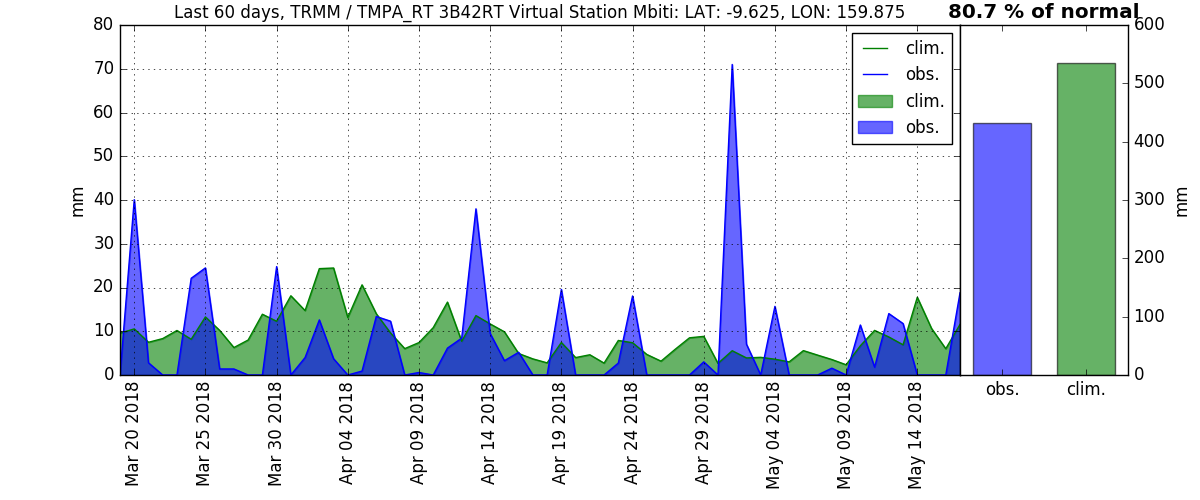 Last 60 days, TRMM / TMPA_RT 3B42RT Virtual Station Mbiti: LAT: -9.625, LON: 159.875
80.7 % of normal
80
70
60
50
40
30
20
10
0
mm
clim.
obs.
clim.
obs.
600
500
400
300
200
100
0
mm
Mar 20 2018
Mar 25 2018
Mar 30 2018
Apr 04 2018
Apr 09 2018
Apr 14 2018
Apr 19 2018
Apr 24 2018
Apr 29 2018
May 04 2018
May 09 2018
May 14 2018
obs.
clim.